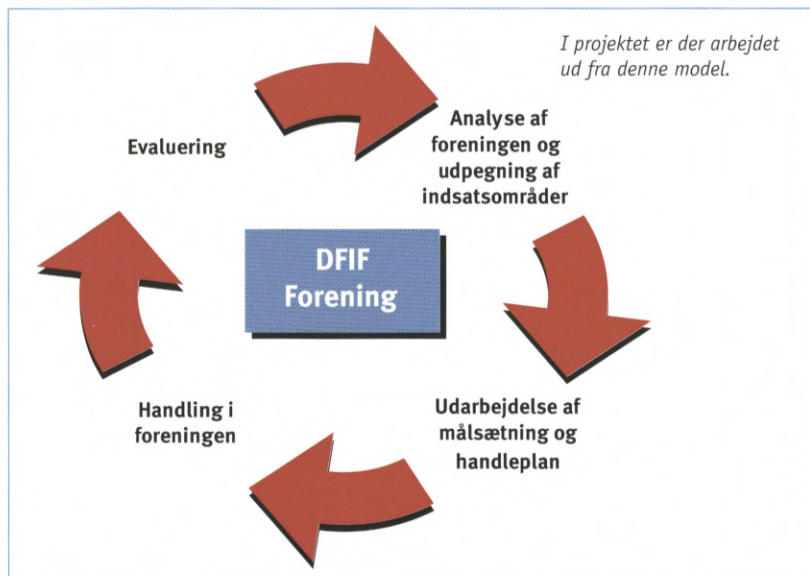 I projektet er der arbejdet
ud fra denne model.
Evaluering
Analyse af
foreningen og
udpegning af
indsatsområder
DFIF
Forening
Handling i
foreningen
Udarbejdelse af
målsætning og
handleplan